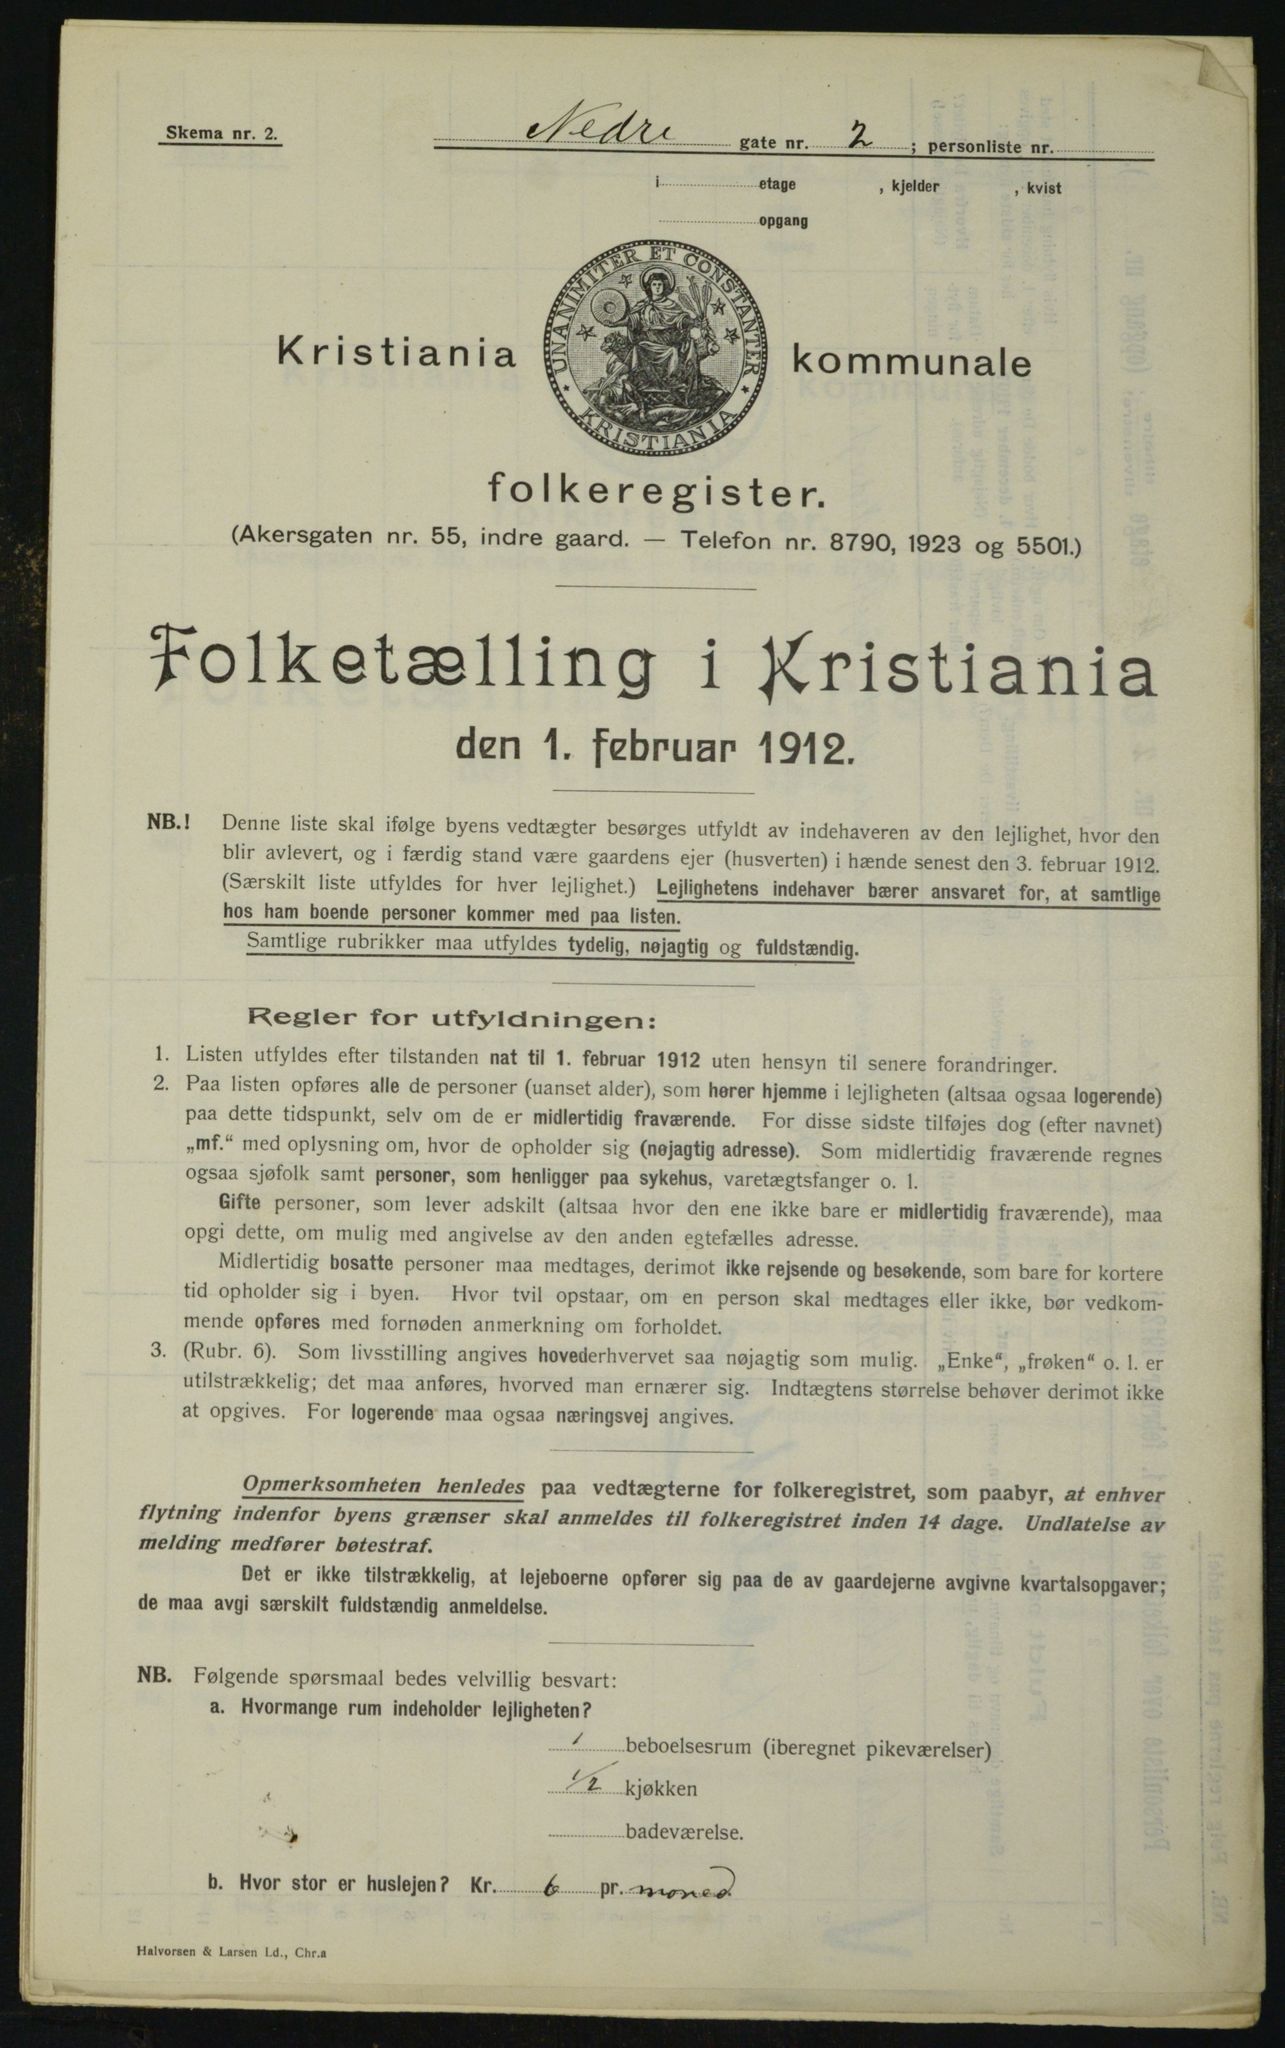 Skema nr. 2.
Nedre gate nr. 2 ; personliste nr.
i etage , kjelder , kvist
opgang
UNANIMITER ET CONSTANTER
KRISTIANIA
Kristiania kommunale
folkeregister.
(Akersgaten nr. 55, indre gaard. — Telefon nr. 8790, 1923 og 5501.)
Folketælling i Kristiania
den 1. februar 1912.
NB.! Denne liste skal ifølge byens vedtægter besørges utfyldt av indehaveren av den lejlighet, hvor den
blir avlevert, og i færdig stand være gaardens ejer (husverten) i hænde senest den 3. februar 1912.
(Særskilt liste utfyldes for hver lejlighet.) Lejlighetens indehaver bærer ansvaret for, at samtlige
hos ham boende personer kommer med paa listen.
Samtlige rubrikker maa utfyldes tydelig, nøjagtig og fuldstændig.
Regler for utfyldningen:
1. Listen utfyldes efter tilstanden nat til 1. februar 1912 uten hensyn til senere forandringer.
2. Paa listen opføres alle de personer (uanset alder), som hører hjemme i lejligheten (altsaa ogsaa logerende)
paa dette tidspunkt, selv om de er midlertidig fraværende. For disse sidste tilføjes dog (efter navnet)
„mf.“ med oplysning om, hvor de opholder sig (nøjagtig adresse). Som midlertidig fraværende regnes
ogsaa sjøfolk samt personer, som henligger paa sykehus, varetægtsfanger o. l.
Gifte personer, som lever adskilt (altsaa hvor den ene ikke bare er midlertidig fraværende), maa
opgi dette, om mulig med angivelse av den anden egtefælles adresse.
Midlertidig bosatte personer maa medtages, derimot ikke rejsende og besøkende, som bare for kortere
tid opholder sig i byen. Hvor tvil opstaar, om en person skal medtages eller ikke, bør vedkom-
mende opføres med fornøden anmerkning om forholdet.
3. (Rubr. 6). Som livsstilling angives hovederhvervet saa nøjagtig som mulig. „Enke“, „frøken“ o. l. er
utilstrækkelig; det maa anføres, hvorved man ernærer sig. Indtægtens størrelse behøver derimot ikke
at opgives. For logerende maa ogsaa næringsvej angives.
Opmerksomheten henledes paa vedtægterne for folkeregistret, som paabyr, at enhver
flytning indenfor byens grænser skal anmeldes til folkeregistret inden 14 dage. Undlatelse av
melding medfører bøtestraf.
Det er ikke tilstrækkelig, at lejeboerne opfører sig paa de av gaardejerne avgivne kvartalsopgaver;
de maa avgi særskilt fuldstændig anmeldelse.
NB. Følgende spørsmaal bedes velvillig besvart:
a. Hvormange rum indeholder lejligheten?
1 beboelsesrum (iberegnet pikeværelser)
1/2 kjøkken
badeværelse.
b. Hvor stor er huslejen? Kr. 6 pr. moned
Halvorsen & Larsen Ld., Chr.a